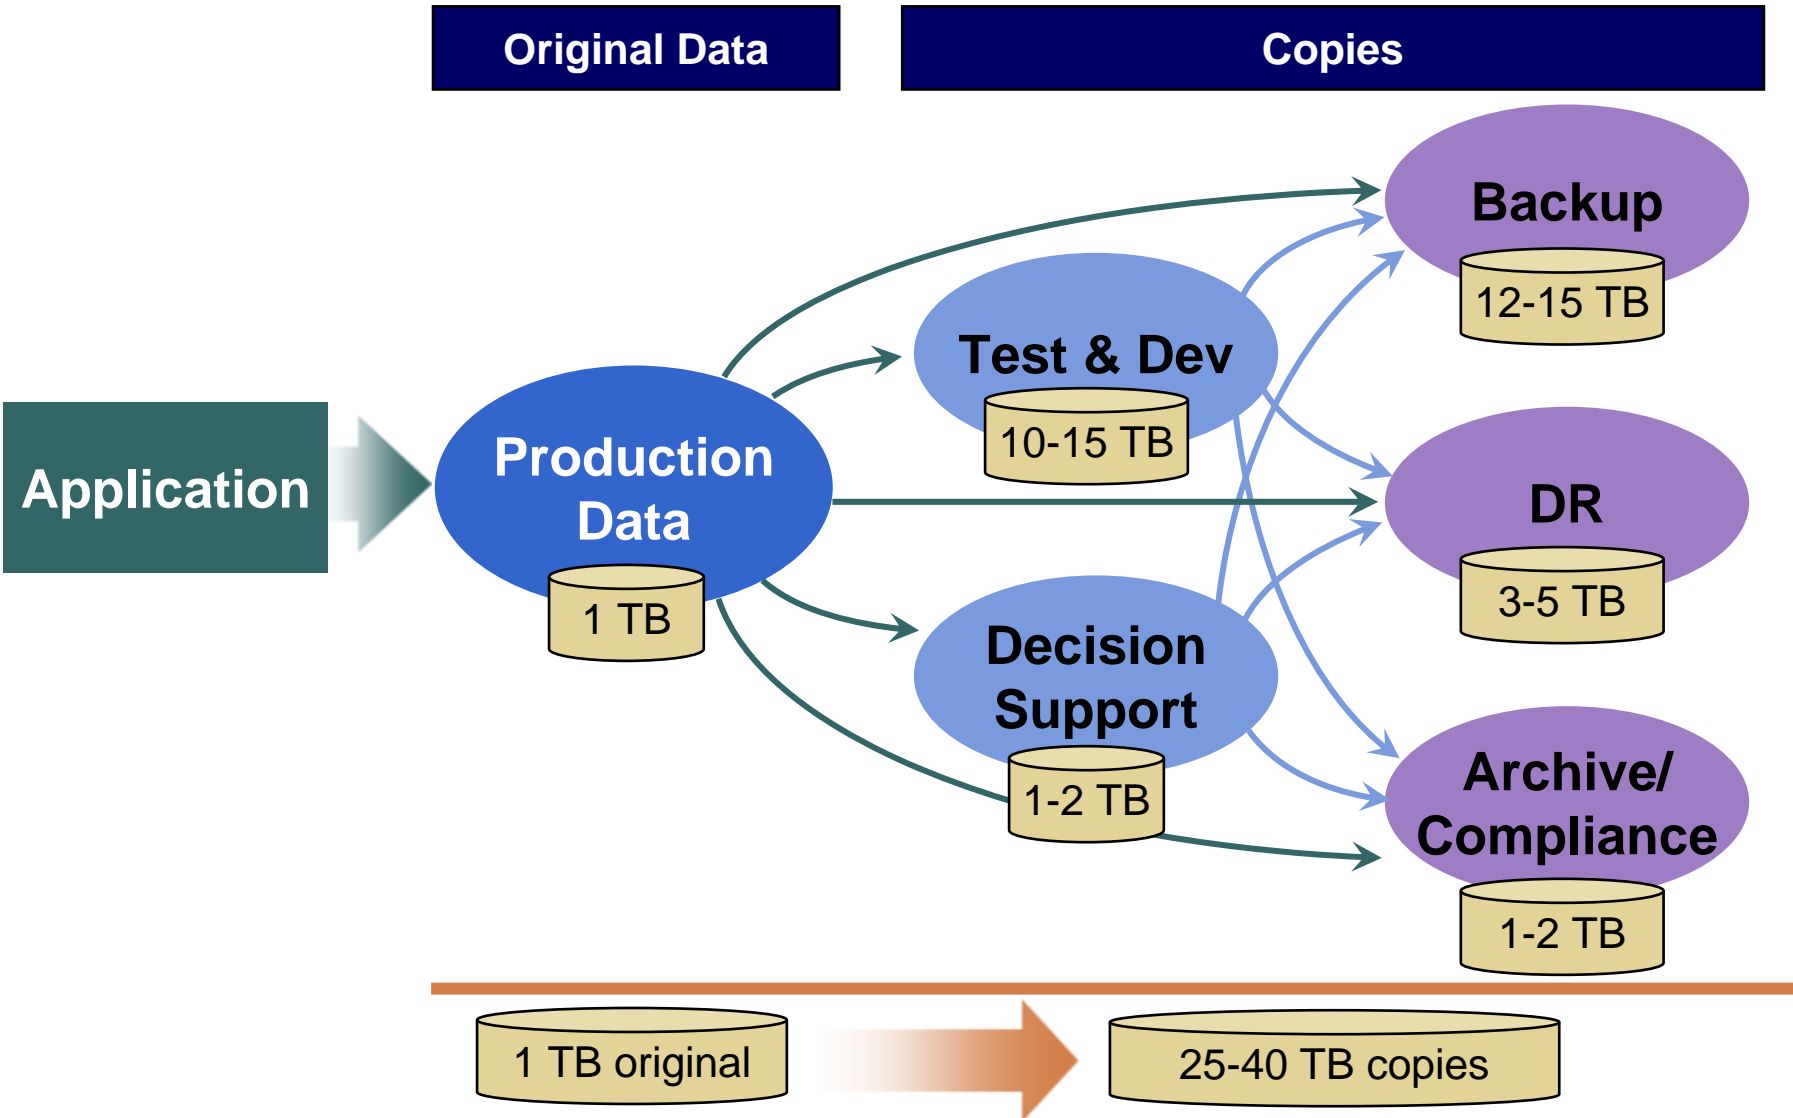 Original Data
Copies
Backup
12-15 TB
Test & Dev
10-15 TB
Application
Production
Data
1 TB
DR
3-5 TB
Decision
Support
1-2 TB
Archive/
Compliance
1-2 TB
1 TB original
25-40 TB copies